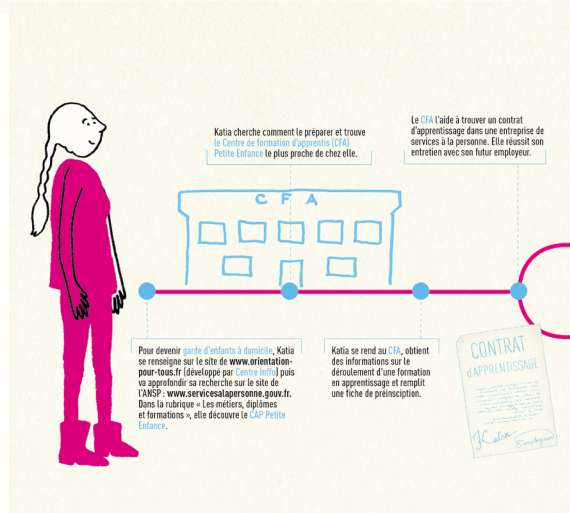 Katia cherche comment le préparer et trouve
le Centre de formation d'apprentis (CFA)
Petite Enfance le plus proche de chez elle.
Le CFA l'aide à trouver un contrat
d'apprentissage dans une entreprise de
services à la personne. Elle réussit son
entretien avec son futur employeur.
CFA
Pour devenir garde d'enfants à domicile, Katia
se renseigne sur le site de www.orientation-
pour-tous.fr (développé par Centre Inffo) puis
va approfondir sa recherche sur le site de
l'ANSP : www.servicesalapersonne.gouv.fr.
Dans la rubrique « Les métiers, diplômes
et formations », elle découvre le CAP Petite
Enfance.
Katia se rend au CFA, obtient
des informations sur le
déroulement d'une formation
en apprentissage et remplit
une fiche de préinscription.
CONTRAT
d'APPRENTISSAGE
Katia